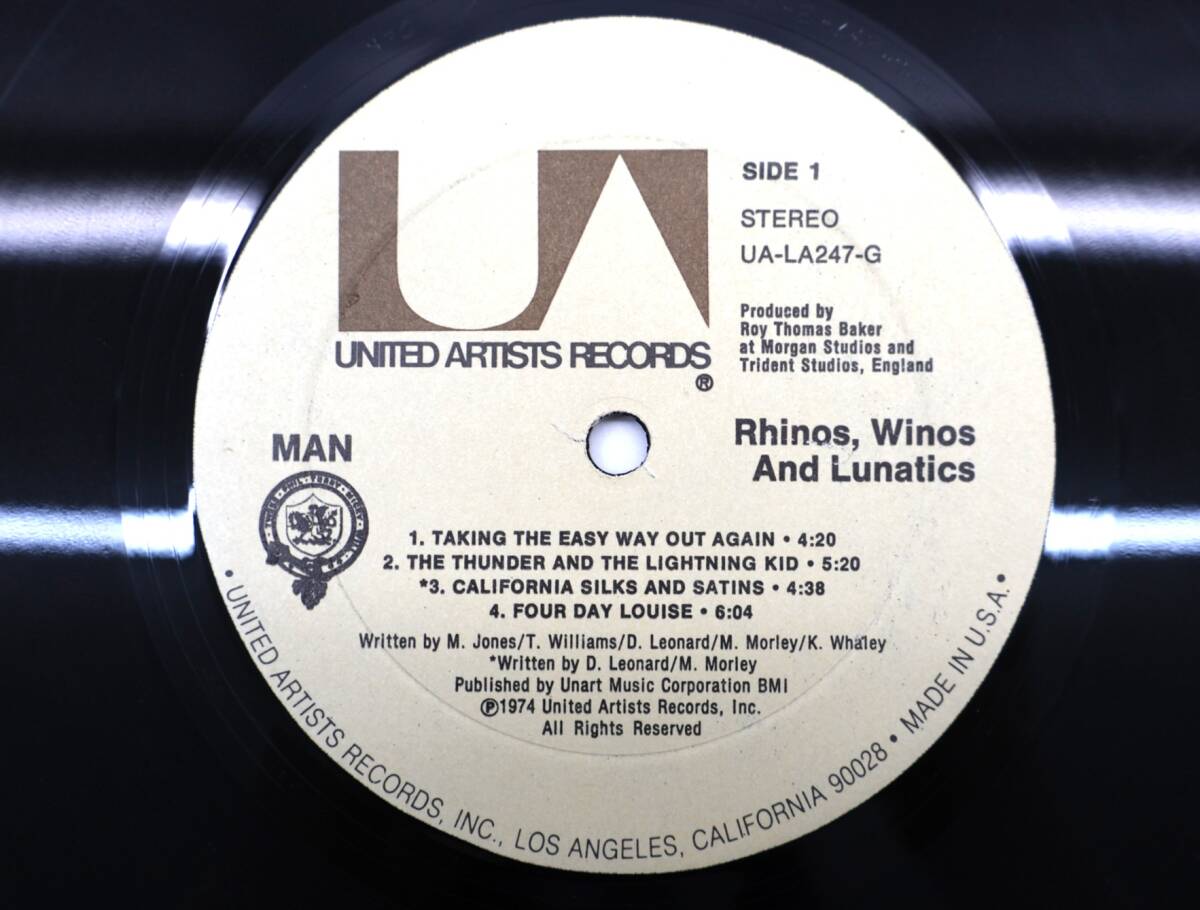 SIDE 1
STEREO
UA-LA247-G
UA
UNITED ARTISTS RECORDS
®
Produced by
Roy Thomas Baker
at Morgan Studios and
Trident Studios, England
MAN
Rhinos, Winos
And Lunatics
1. TAKING THE EASY WAY OUT AGAIN • 4:20
2. THE THUNDER AND THE LIGHTNING KID • 5:20
*3. CALIFORNIA SILKS AND SATINS • 4:38
4. FOUR DAY LOUISE • 6:04
Written by M. Jones/T. Williams/D. Leonard/M. Morley/K. Whaley
*Written by D. Leonard/M. Morley
Published by Unart Music Corporation BMI
℗1974 United Artists Records, Inc.
All Rights Reserved
• UNITED ARTISTS RECORDS, INC., LOS ANGELES, CALIFORNIA 90028 • MADE IN U.S.A. •